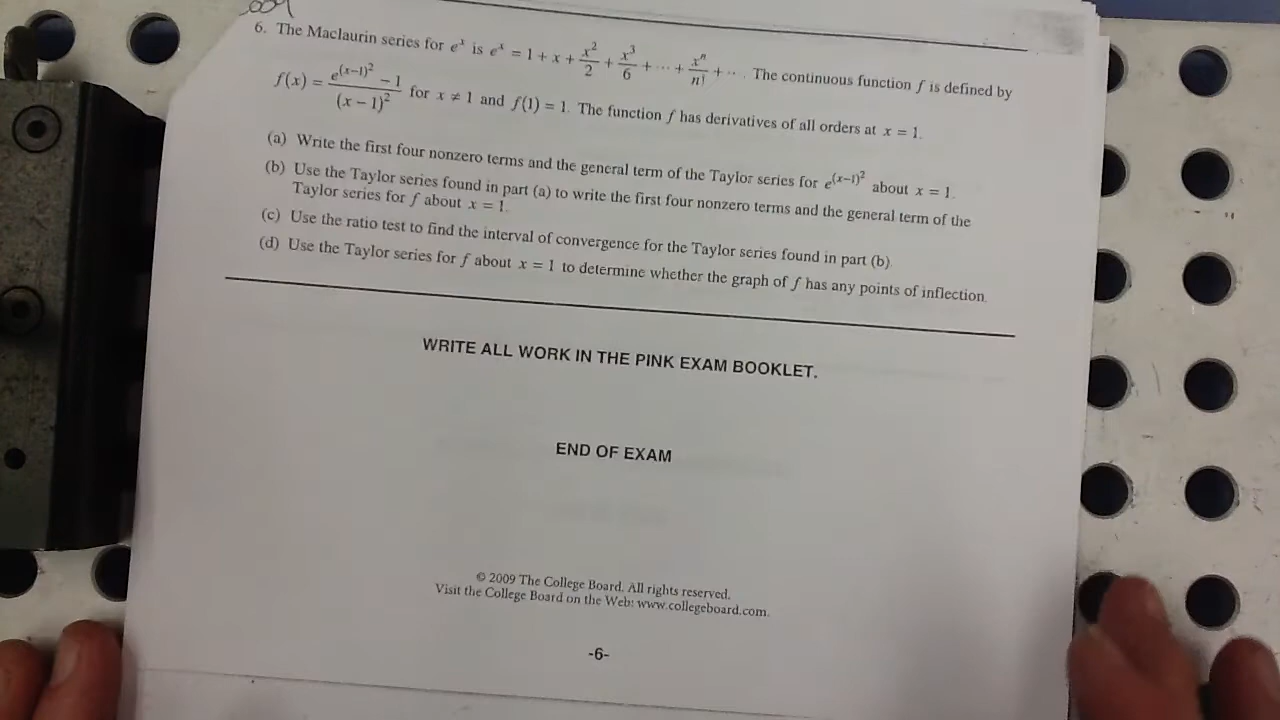 2009
6. The Maclaurin series for e^x is e^x = 1 + x + x^2/2 + x^3/6 + ··· + x^n/n! + ··· . The continuous function f is defined by
f(x) = (e^{(x−1)^2} − 1)/(x − 1)^2 for x ≠ 1 and f(1) = 1. The function f has derivatives of all orders at x = 1.
(a) Write the first four nonzero terms and the general term of the Taylor series for e^{(x−1)^2} about x = 1.
(b) Use the Taylor series found in part (a) to write the first four nonzero terms and the general term of the
Taylor series for f about x = 1.
(c) Use the ratio test to find the interval of convergence for the Taylor series found in part (b).
(d) Use the Taylor series for f about x = 1 to determine whether the graph of f has any points of inflection.
WRITE ALL WORK IN THE PINK EXAM BOOKLET.
END OF EXAM
© 2009 The College Board. All rights reserved.
Visit the College Board on the Web: www.collegeboard.com.
-6-